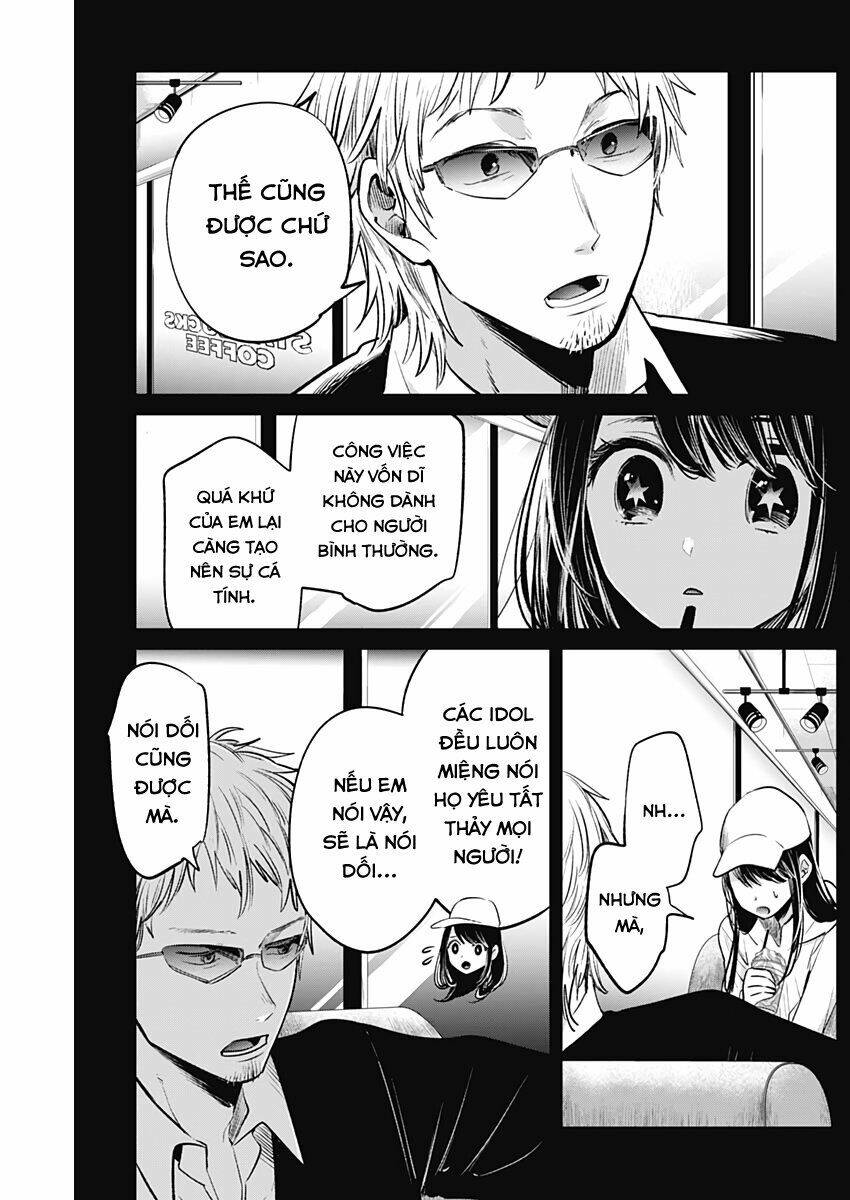 THẾ CŨNG
ĐƯỢC CHỨ
SAO.
COFFEE
CÔNG VIỆC
NÀY VỐN DĨ
KHÔNG DÀNH
CHO NGƯỜI
BÌNH THƯỜNG.
QUÁ KHỨ
CỦA EM LẠI
CÀNG TẠO
NÊN SỰ CÁ
TÍNH.
NH...
NHƯNG
MÀ,
CÁC IDOL
ĐỀU LUÔN
MIỆNG NÓI
HỌ YÊU TẤT
THẢY MỌI
NGƯỜI!
NẾU EM
NÓI VẬY,
SẼ LÀ NÓI
DỐI...
NÓI DỐI
CŨNG
ĐƯỢC
MÀ.